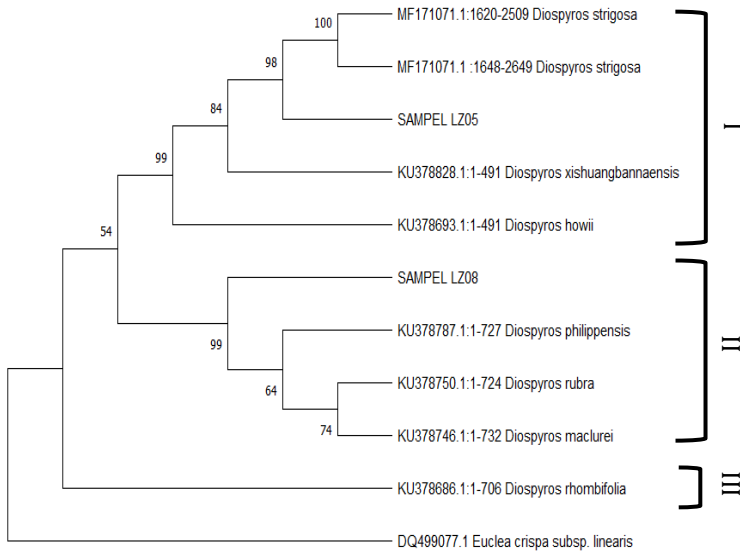 100
MF171071.1:1620-2509 Diospyros strigosa
98
MF171071.1 :1648-2649 Diospyros strigosa
84
SAMPEL LZ05
I
99
KU378828.1:1-491 Diospyros xishuangbannaensis
54
KU378693.1:1-491 Diospyros howii
SAMPEL LZ08
99
KU378787.1:1-727 Diospyros philippensis
II
64
KU378750.1:1-724 Diospyros rubra
74
KU378746.1:1-732 Diospyros maclurei
KU378686.1:1-706 Diospyros rhombifolia
III
DQ499077.1 Euclea crispa subsp. linearis